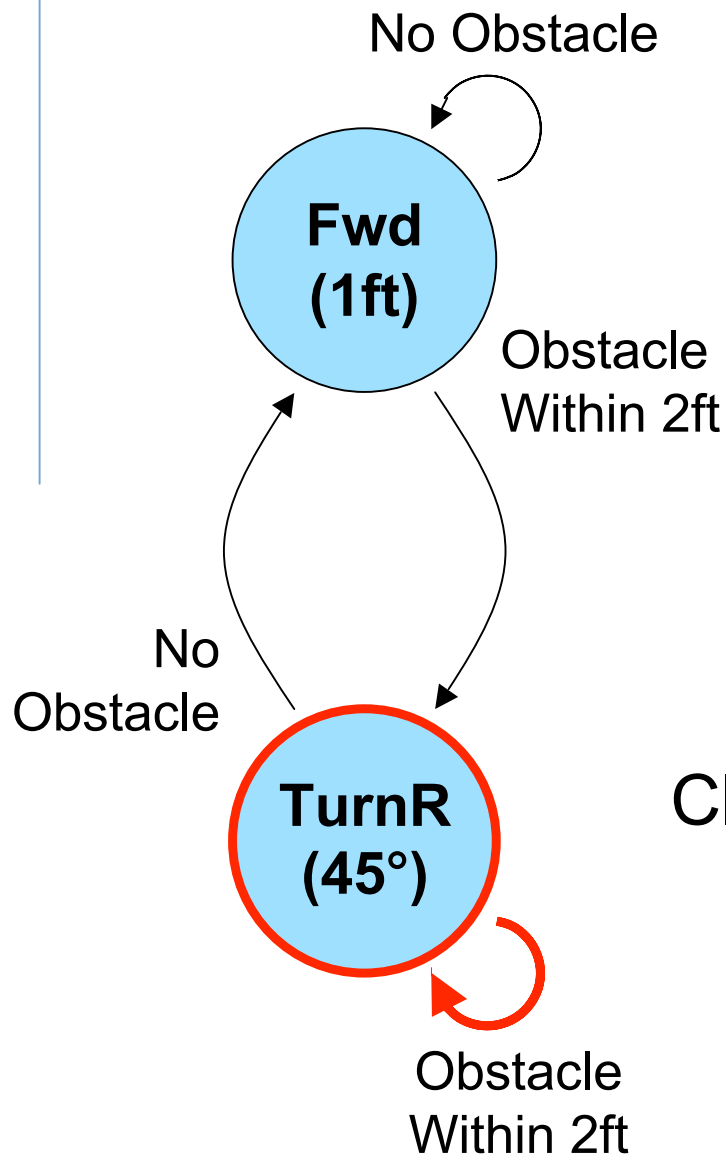 No Obstacle
Fwd
(1ft)
Obstacle
Within 2ft
No
Obstacle
TurnR
(45°)
Obstacle
Within 2ft